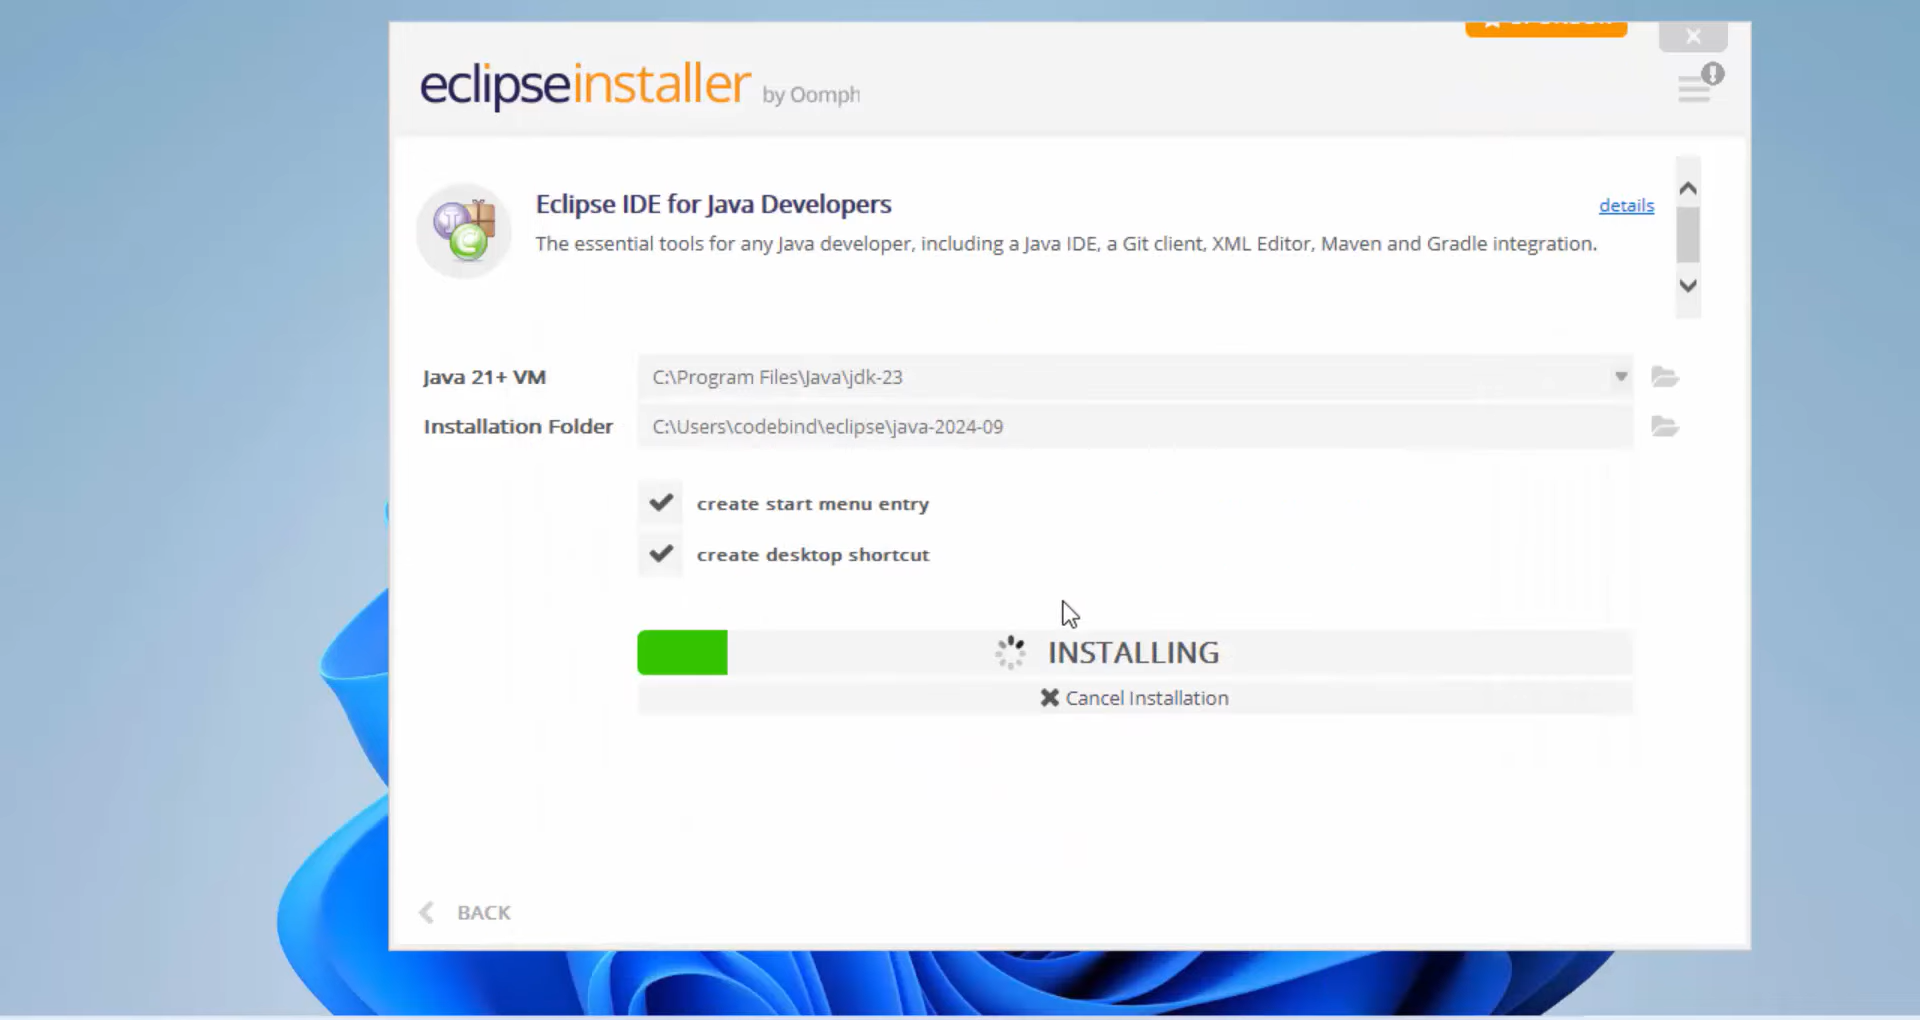 eclipseinstaller by Oomph
Eclipse IDE for Java Developers
details
The essential tools for any Java developer, including a Java IDE, a Git client, XML Editor, Maven and Gradle integration.
Java 21+ VM
C:\Program Files\Java\jdk-23
Installation Folder
C:\Users\codebind\eclipse\java-2024-09
create start menu entry
create desktop shortcut
INSTALLING
Cancel Installation
BACK